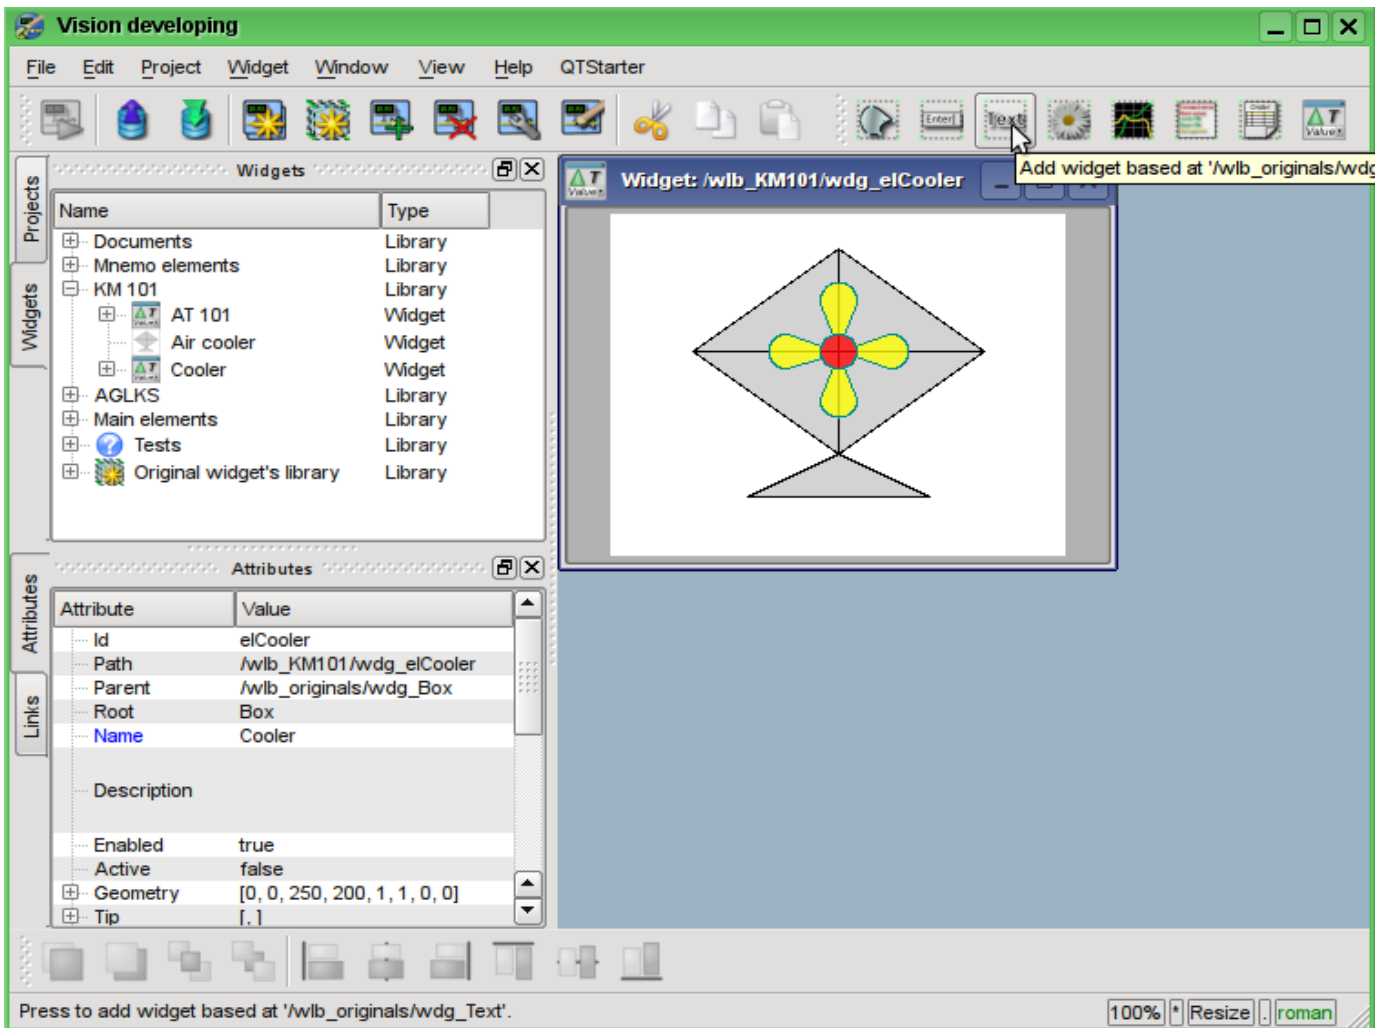 Vision developing
File Edit Project Widget Window View Help QTStarter
Enter
Text
ΔT
Values
Add widget based at '/wlb_originals/wdg
Projects
Widgets
Widgets
Name Type
Documents Library
Mnemo elements Library
KM 101 Library
AT 101 Widget
Air cooler Widget
Cooler Widget
AGLKS Library
Main elements Library
Tests Library
Original widget's library Library
Widget: /wlb_KM101/wdg_elCooler
Attributes
Links
Attributes
Attribute Value
Id elCooler
Path /wlb_KM101/wdg_elCooler
Parent /wlb_originals/wdg_Box
Root Box
Name Cooler
Description
Enabled true
Active false
Geometry [0, 0, 250, 200, 1, 1, 0, 0]
Tip [, ]
Press to add widget based at '/wlb_originals/wdg_Text'.
100% * Resize . roman